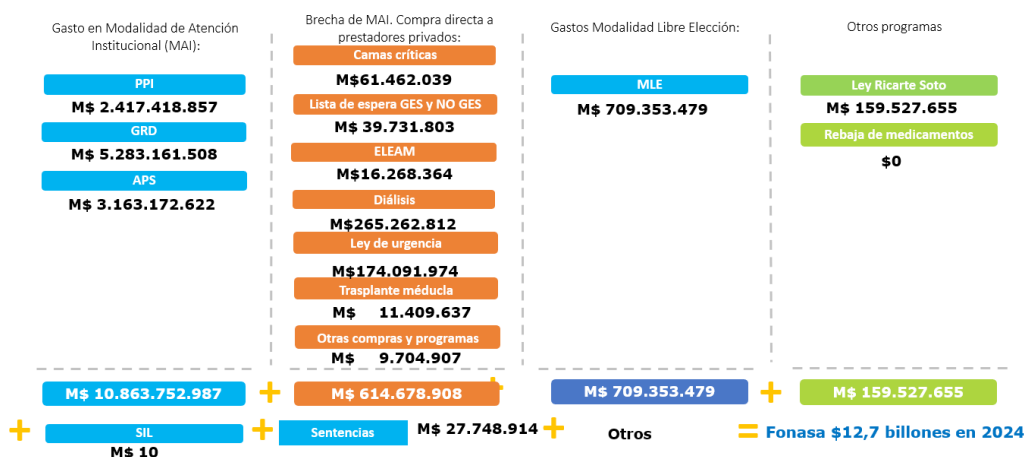 Gasto en Modalidad de Atención
Institucional (MAI):
PPI
M$ 2.417.418.857
GRD
M$ 5.283.161.508
APS
M$ 3.163.172.622
Brecha de MAI. Compra directa a
prestadores privados:
Camas críticas
M$61.462.039
Lista de espera GES y NO GES
M$ 39.731.803
ELEAM
M$16.268.364
Diálisis
M$265.262.812
Ley de urgencia
M$174.091.974
Trasplante méducla
M$ 11.409.637
Otras compras y programas
M$ 9.704.907
Gastos Modalidad Libre Elección:
MLE
M$ 709.353.479
Otros programas
Ley Ricarte Soto
M$ 159.527.655
Rebaja de medicamentos
$0
M$ 10.863.752.987 + M$ 614.678.908 + M$ 709.353.479 + M$ 159.527.655
+ SIL + Sentencias M$ 27.748.914 + Otros = Fonasa $12,7 billones en 2024
M$ 10